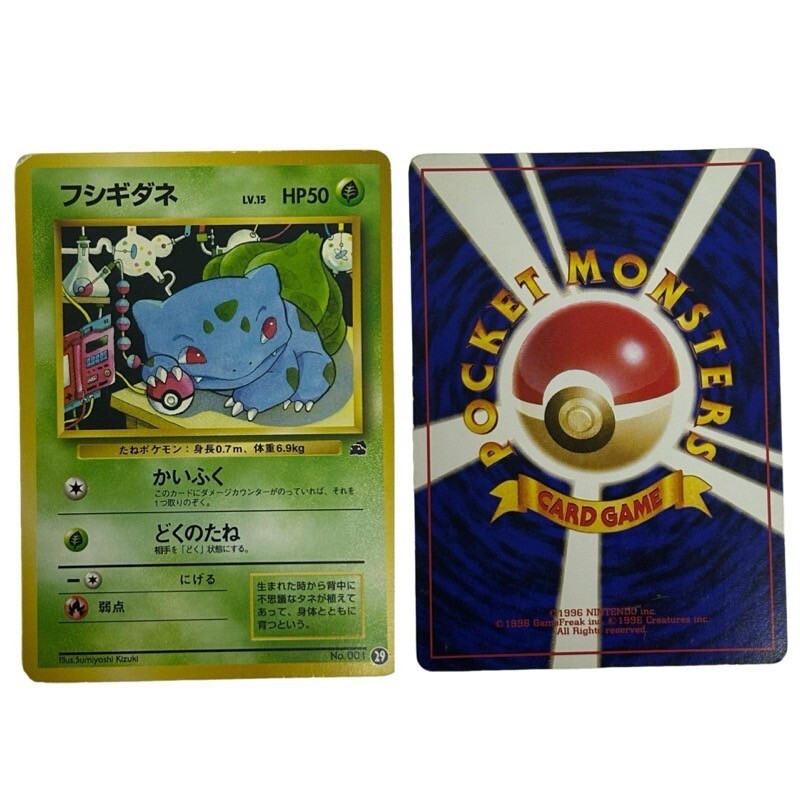 フシギダネ LV.15 HP50
たねポケモン：身長0.7m、体重6.9kg
かいふく
このカードにダメージカウンターがのっていれば、それを
1つ取りのぞく。
どくのたね
相手を「どく」状態にする。
にげる
弱点
生まれた時から背中に
不思議なタネが植えて
あって、身体とともに
育つという。
Illus.Sumiyoshi Kizuki No.001 29
POCKET MONSTERS
CARD GAME
©1996 NINTENDO inc.
©1996 GameFreak inc. ©1996 Creatures inc.
All Rights reserved.